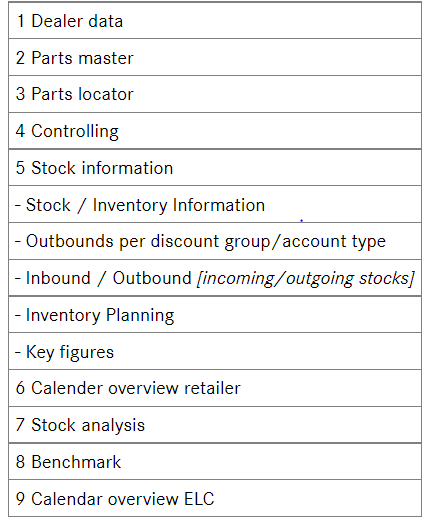 1 Dealer data
2 Parts master
3 Parts locator
4 Controlling
5 Stock information
- Stock / Inventory Information
- Outbounds per discount group/account type
- Inbound / Outbound [incoming/outgoing stocks]
- Inventory Planning
- Key figures
6 Calender overview retailer
7 Stock analysis
8 Benchmark
9 Calendar overview ELC